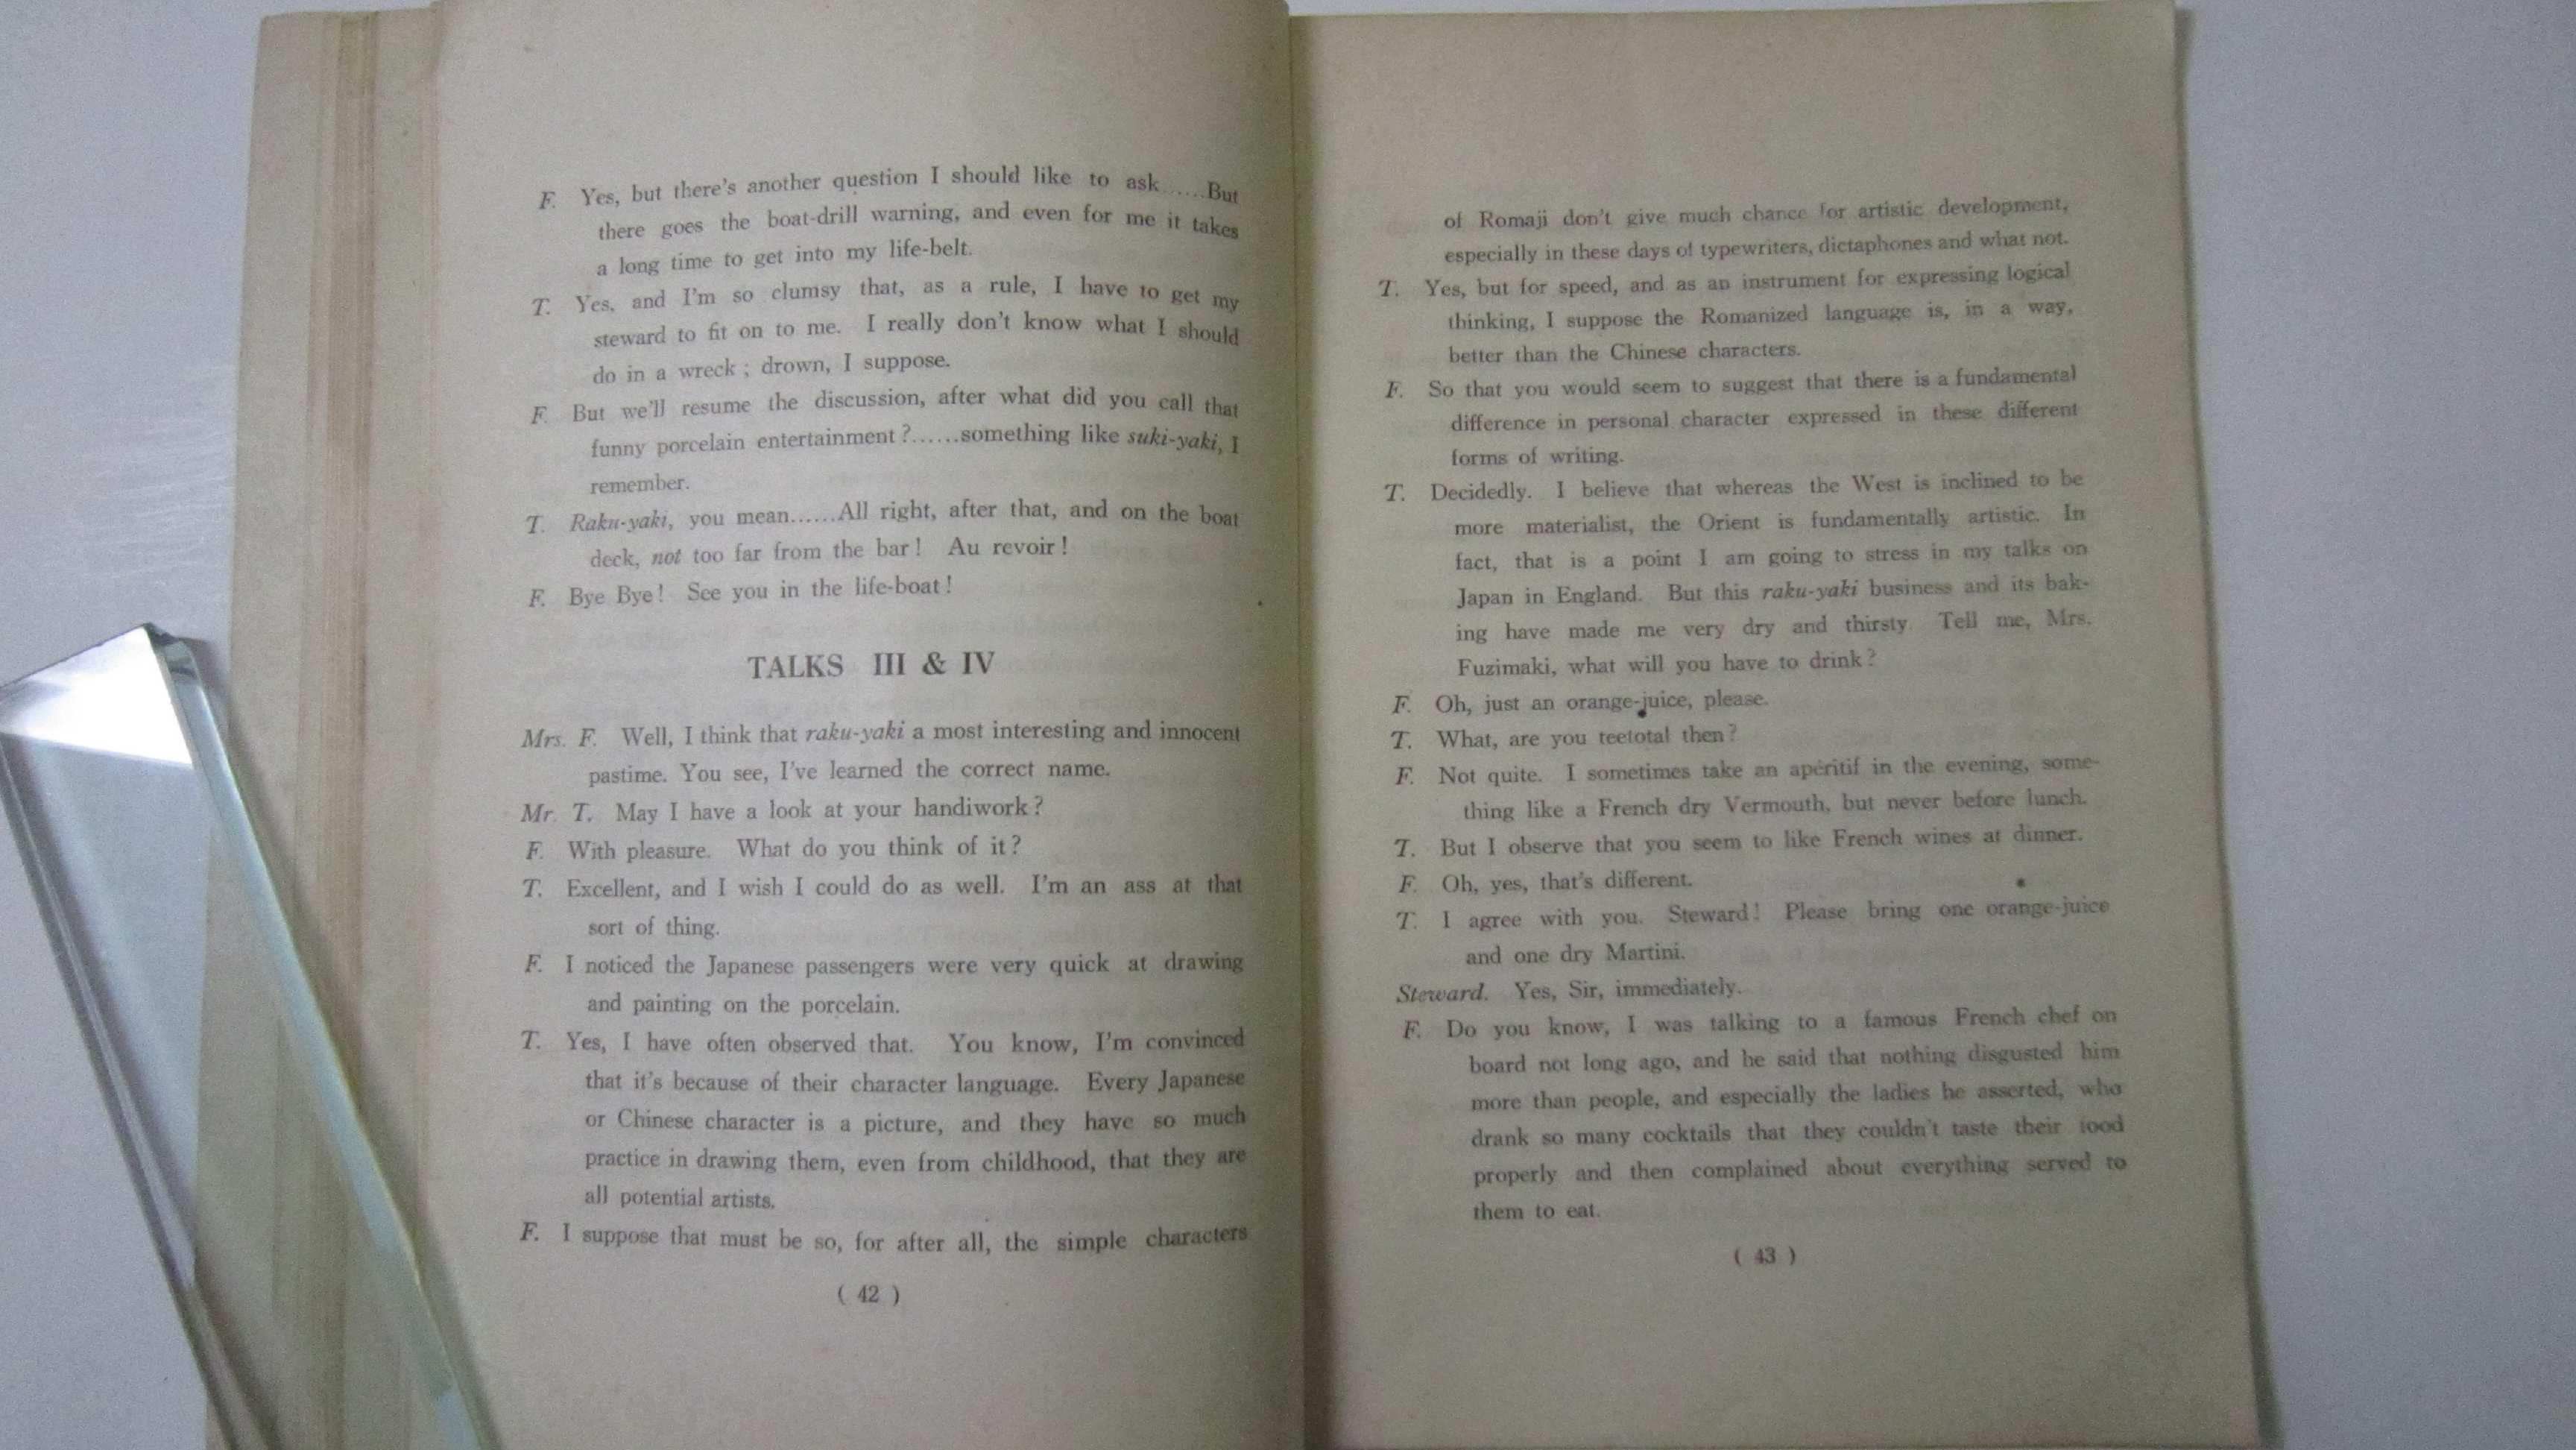 F. Yes, but there's another question I should like to ask......But
there goes the boat-drill warning, and even for me it takes
a long time to get into my life-belt.
T. Yes, and I'm so clumsy that, as a rule, I have to get my
steward to fit on to me. I really don't know what I should
do in a wreck ; drown, I suppose.
F. But we'll resume the discussion, after what did you call that
funny porcelain entertainment ?......something like suki-yaki, I
remember.
T. Raku-yaki, you mean......All right, after that, and on the boat
deck, not too far from the bar ! Au revoir !
F. Bye Bye ! See you in the life-boat !
TALKS III & IV
Mrs. F. Well, I think that raku-yaki a most interesting and innocent
pastime. You see, I've learned the correct name.
Mr. T. May I have a look at your handiwork ?
F. With pleasure. What do you think of it ?
T. Excellent, and I wish I could do as well. I'm an ass at that
sort of thing.
F. I noticed the Japanese passengers were very quick at drawing
and painting on the porcelain.
T. Yes, I have often observed that. You know, I'm convinced
that it's because of their character language. Every Japanese
or Chinese character is a picture, and they have so much
practice in drawing them, even from childhood, that they are
all potential artists.
F. I suppose that must be so, for after all, the simple characters
( 42 )
of Romaji don't give much chance for artistic development,
especially in these days of typewriters, dictaphones and what not.
T. Yes, but for speed, and as an instrument for expressing logical
thinking, I suppose the Romanized language is, in a way,
better than the Chinese characters.
F. So that you would seem to suggest that there is a fundamental
difference in personal character expressed in these different
forms of writing.
T. Decidedly. I believe that whereas the West is inclined to be
more materialist, the Orient is fundamentally artistic. In
fact, that is a point I am going to stress in my talks on
Japan in England. But this raku-yaki business and its bak-
ing have made me very dry and thirsty. Tell me, Mrs.
Fuzimaki, what will you have to drink ?
F. Oh, just an orange-juice, please.
T. What, are you teetotal then ?
F. Not quite. I sometimes take an apéritif in the evening, some-
thing like a French dry Vermouth, but never before lunch.
T. But I observe that you seem to like French wines at dinner.
F. Oh, yes, that's different.
T. I agree with you. Steward ! Please bring one orange-juice
and one dry Martini.
Steward. Yes, Sir, immediately.
F. Do you know, I was talking to a famous French chef on
board not long ago, and he said that nothing disgusted him
more than people, and especially the ladies he asserted, who
drank so many cocktails that they couldn't taste their food
properly and then complained about everything served to
them to eat.
( 43 )